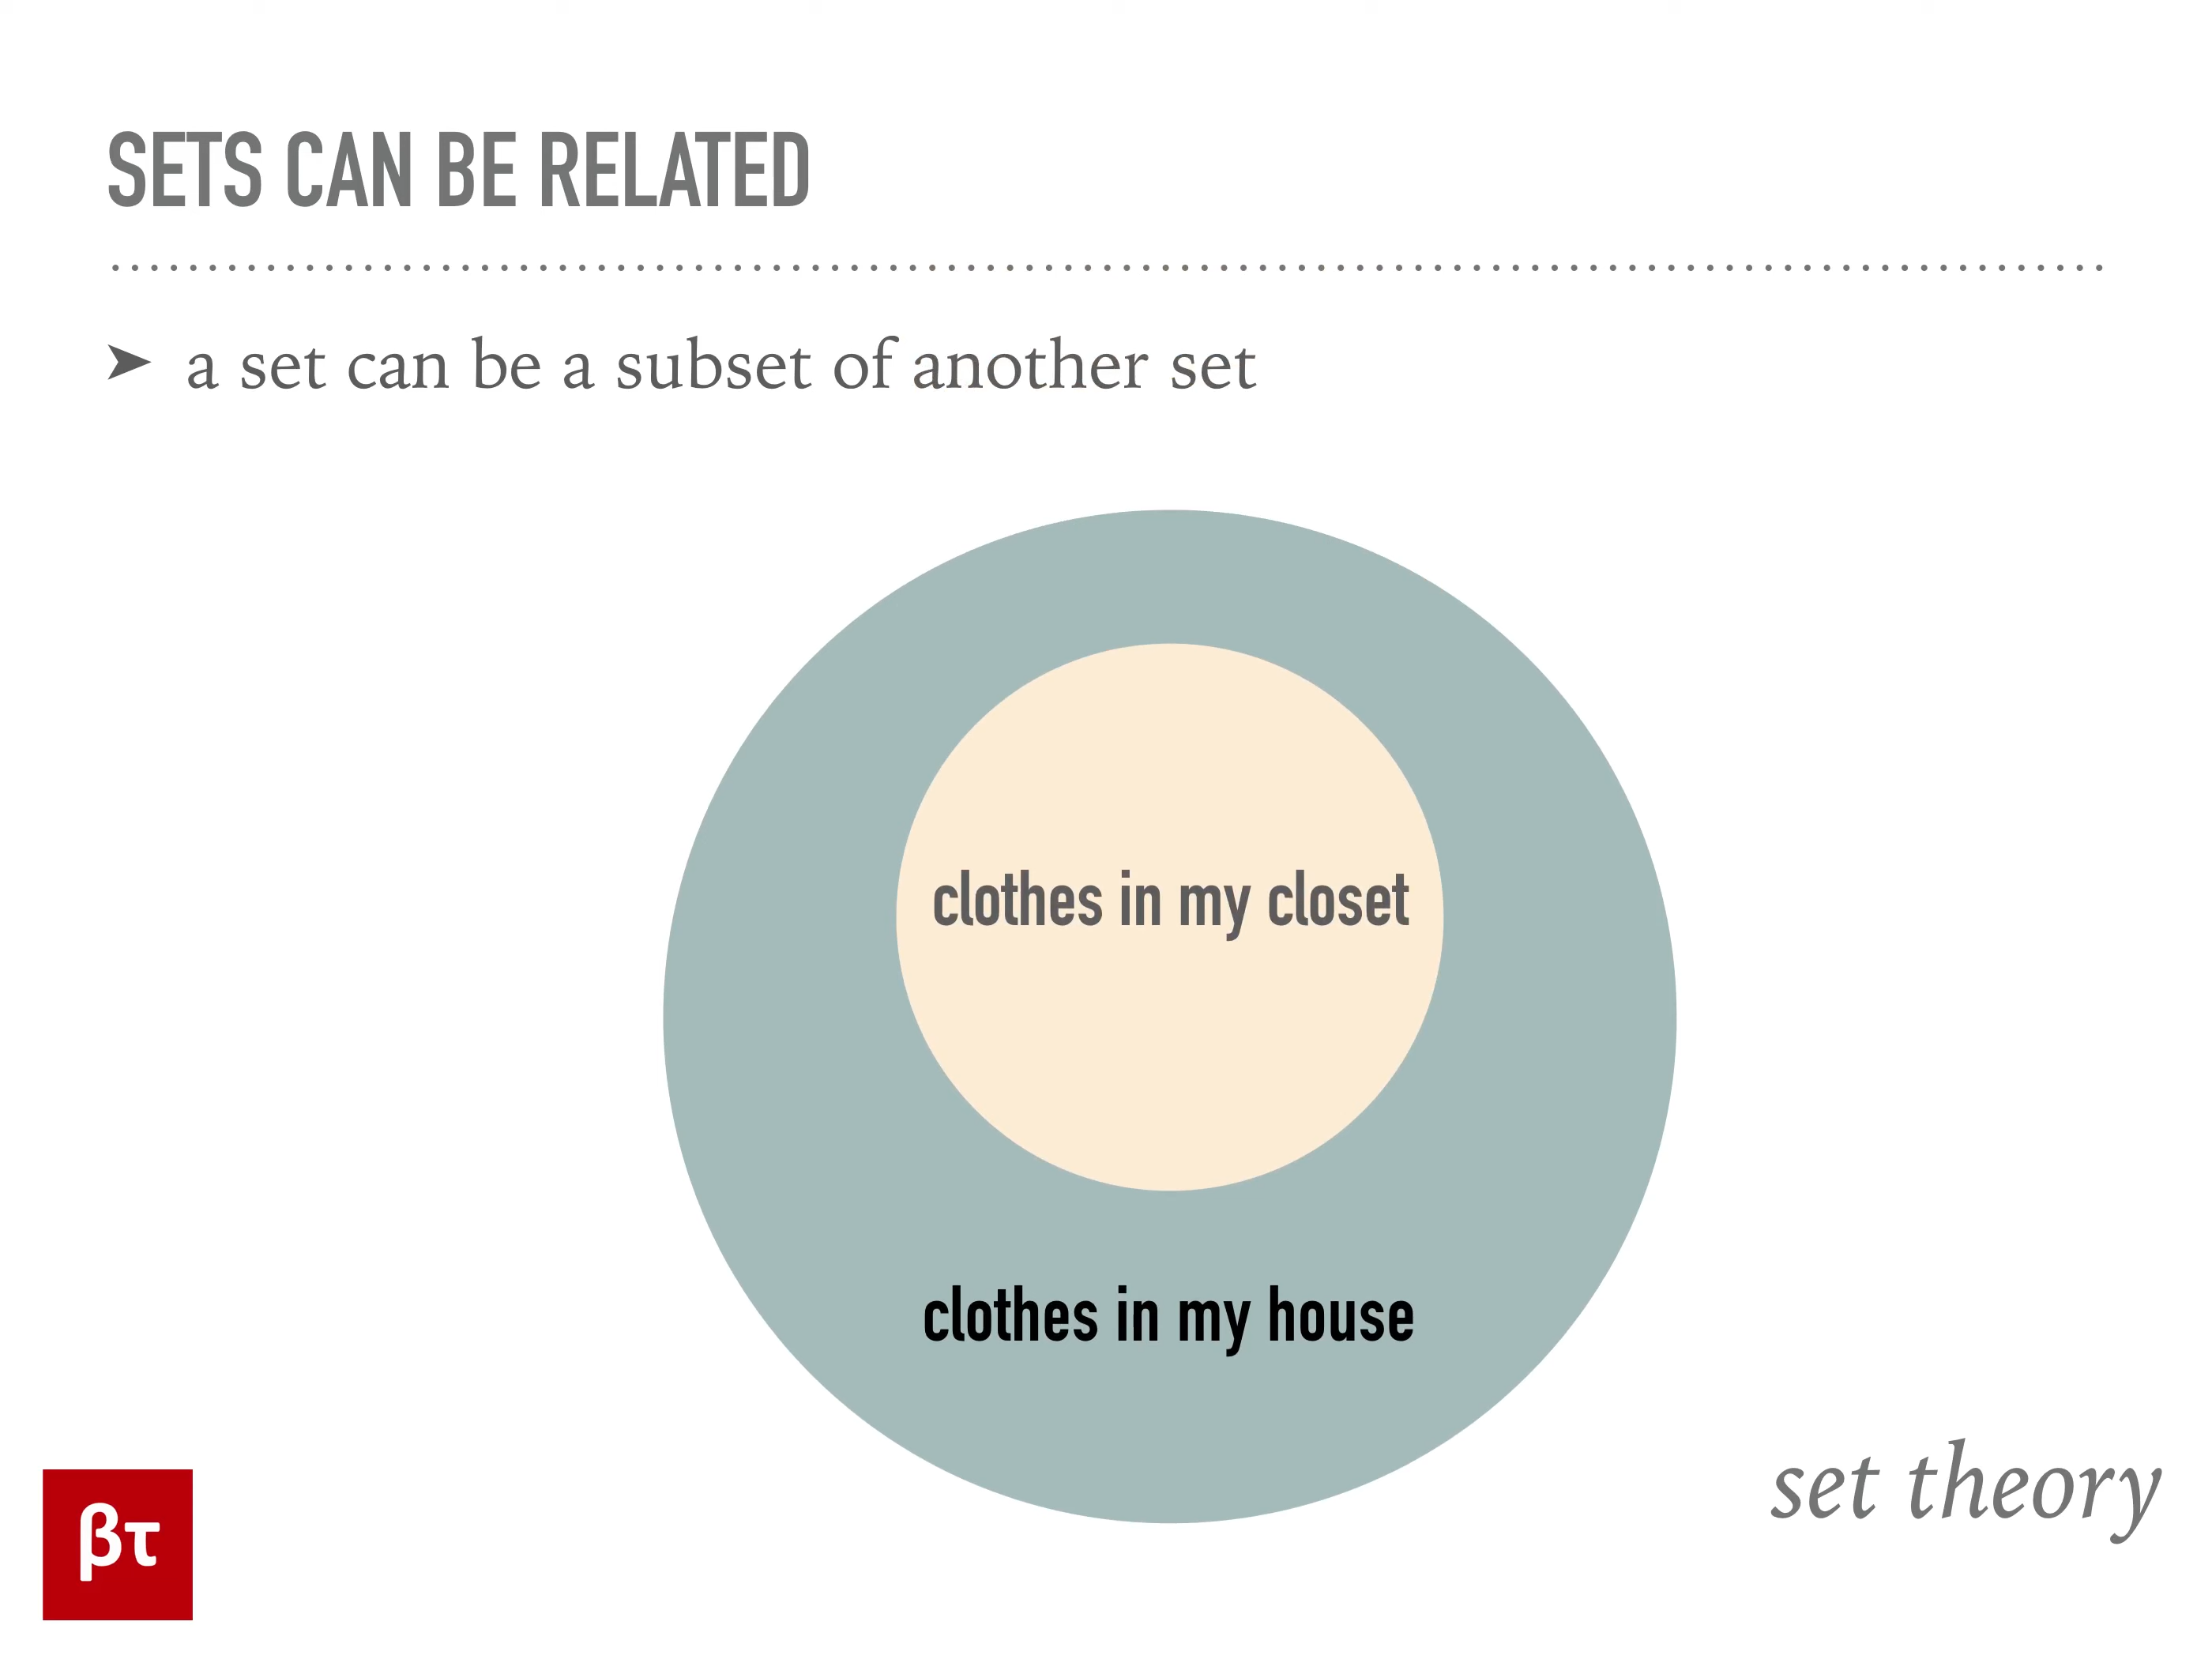 SETS CAN BE RELATED
➤ a set can be a subset of another set
clothes in my closet
clothes in my house
set theory
βτ